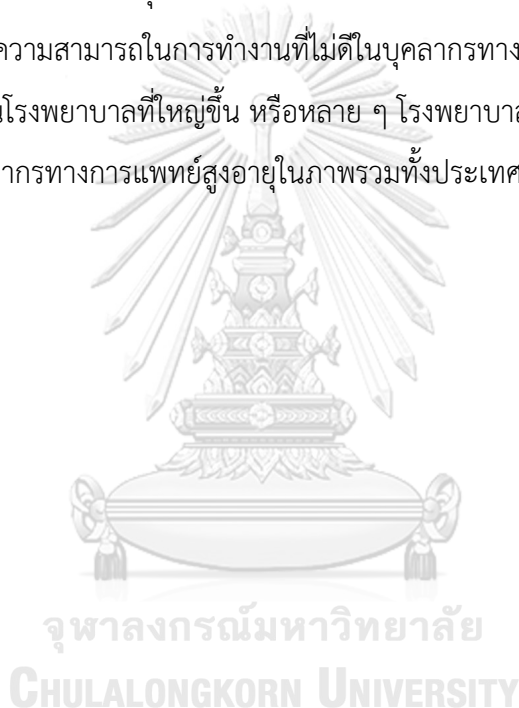 ความสามารถในการทำงานที่ไม่ดีในบุคลากรทาง
โรงพยาบาลที่ใหญ่ขึ้น หรือหลาย ๆ โรงพยาบาล
ากรทางการแพทย์สูงอายุในภาพรวมทั้งประเทศ
จุฬาลงกรณ์มหาวิทยาลัย
CHULALONGKORN UNIVERSITY